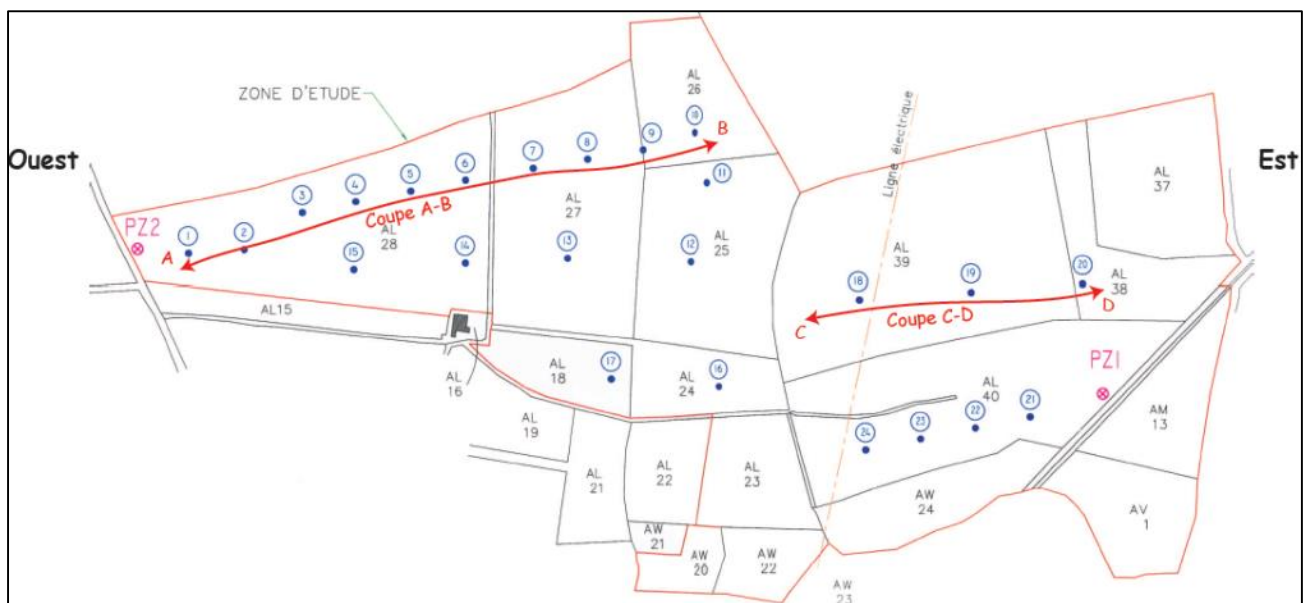 ZONE D'ETUDE
Ouest
Est
AL
26
10
B
9
8
7
6
5
4
3
11
Ligne électrique
AL
37
PZ2
1
2
A
Coupe A-B
AL
28
15
14
AL
27
13
12
AL
25
AL
39
18
19
20
AL
38
C
Coupe C-D
D
AL15
AL
16
AL
18
17
AL
24
16
PZ1
AL
40
21
22
23
24
AM
13
AL
19
AL
21
AL
22
AL
23
AW
24
AV
1
AW
21
AW
20
AW
22
AW
23